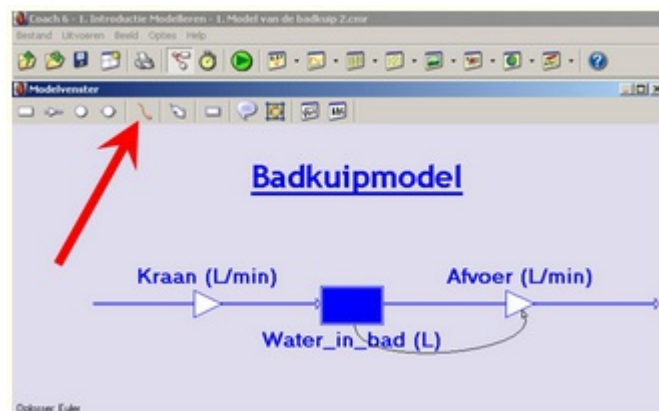 Coach 6 - 1. Introductie Modelleren - 1. Model van de badkuip 2.cmr
Bestand Uitvoeren Beeld Opties Help
Modelvenster
Badkuipmodel
Kraan (L/min)
Afvoer (L/min)
Water_in_bad (L)
Oplosser: Euler